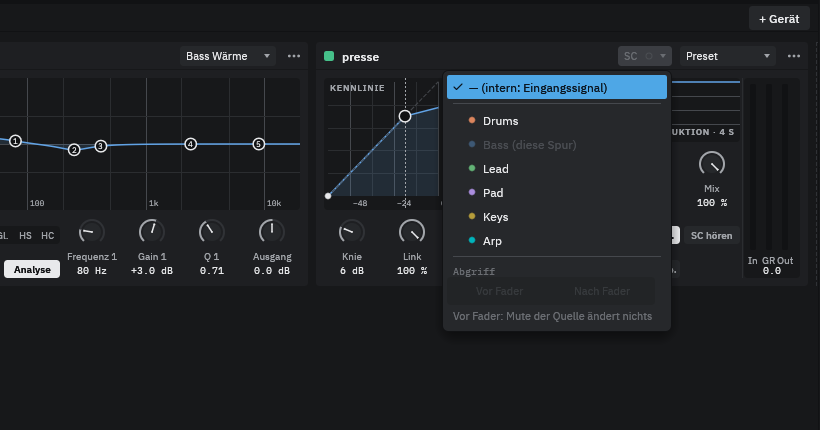 + Gerät
Bass Wärme
presse
SC
Preset
KENNLINIE
— (intern: Eingangssignal)
Drums
Bass (diese Spur)
Lead
Pad
Keys
Arp
Abgriff
Vor Fader
Nach Fader
Vor Fader: Mute der Quelle ändert nichts
1
2
3
4
5
100
1k
10k
-48
-24
UKTION · 4 S
Mix
100 %
HS
HC
Analyse
Frequenz 1
80 Hz
Gain 1
+3.0 dB
Q 1
0.71
Ausgang
0.0 dB
Knie
6 dB
Link
100 %
SC hören
In GR Out
0.0